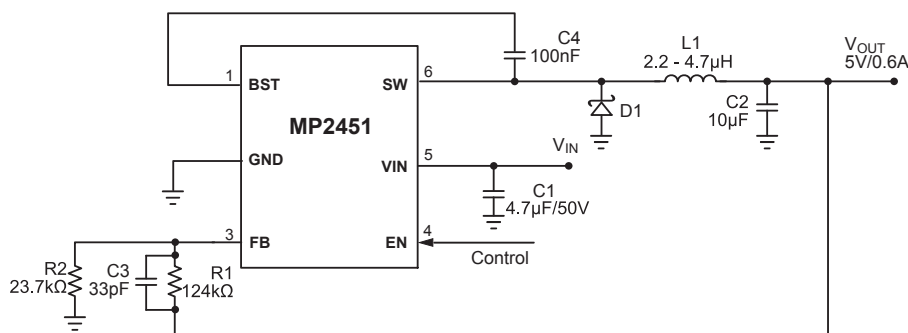 C4
100nF
L1
2.2 - 4.7µH
VOUT
5V/0.6A
1
BST
SW
6
D1
C2
10µF
MP2451
GND
VIN
5
VIN
C1
4.7µF/50V
3
FB
EN
4
Control
R2
23.7kΩ
C3
33pF
R1
124kΩ